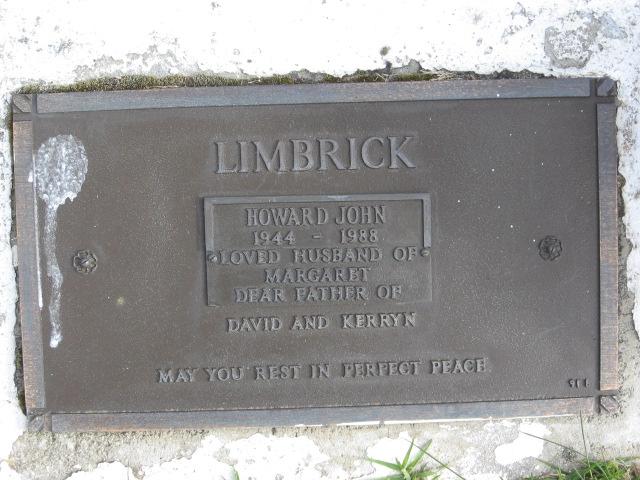 LIMBRICK
HOWARD JOHN
1944 - 1988
LOVED HUSBAND OF
MARGARET
DEAR FATHER OF
DAVID AND KERRYN
MAY YOU REST IN PERFECT PEACE